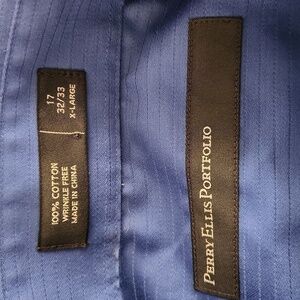 PERRY ELLIS PORTFOLIO
17
32/33
X-LARGE
100% COTTON
WRINKLE FREE
MADE IN CHINA